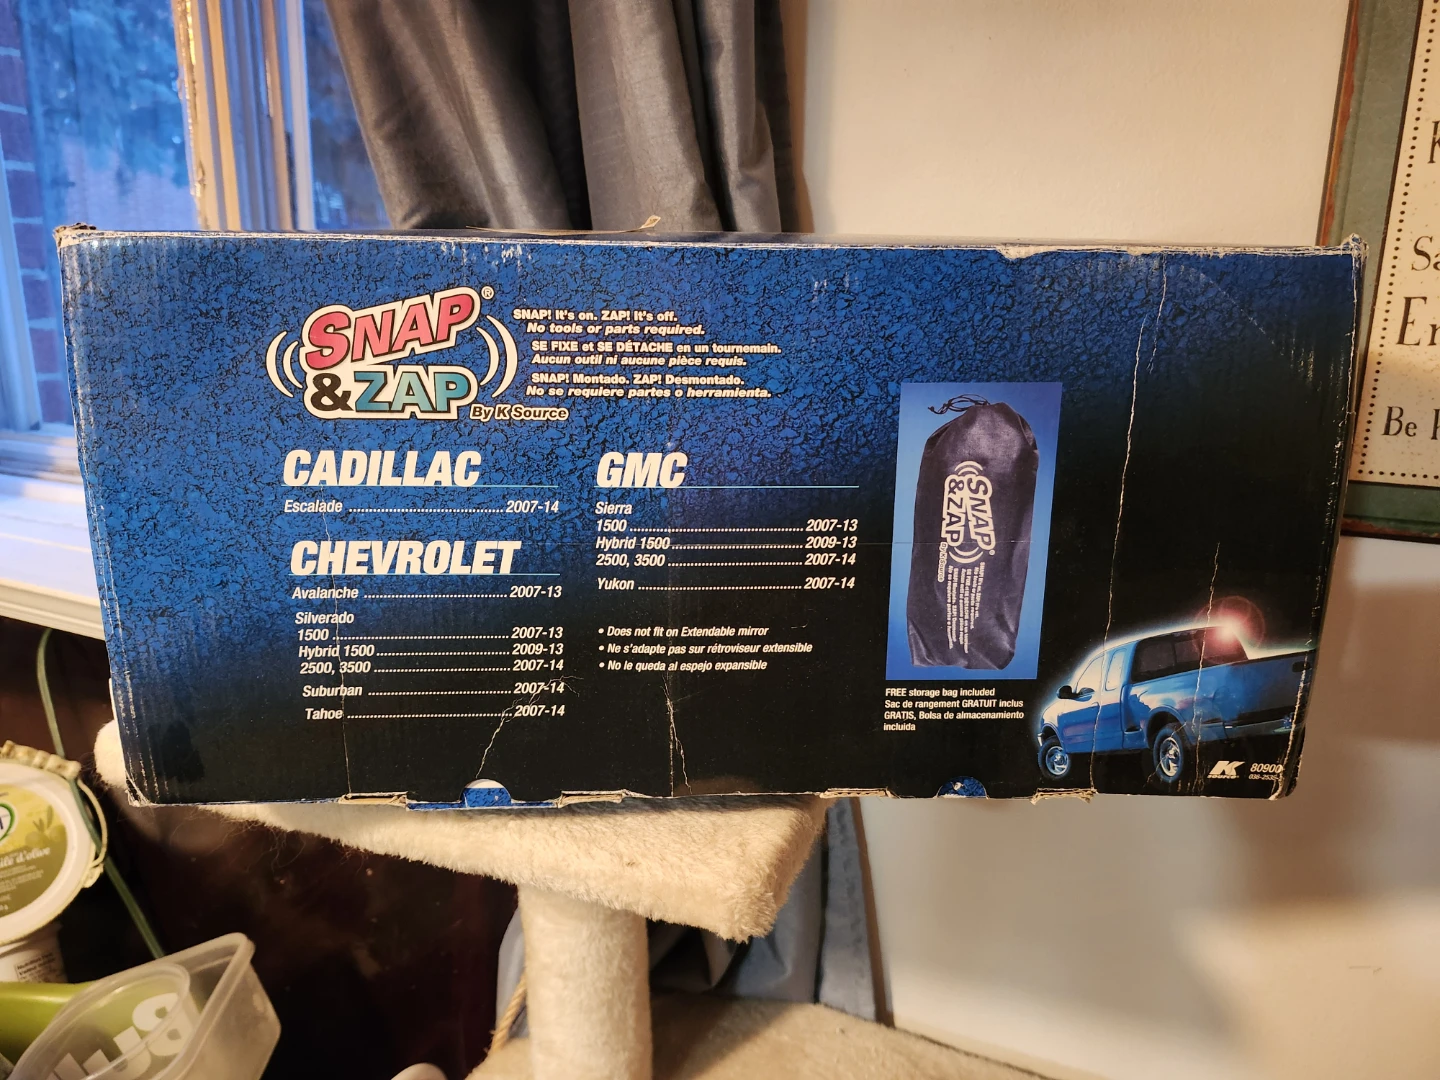 SNAP®
&ZAP
By K Source
SNAP! It's on. ZAP! It's off.
No tools or parts required.
SE FIXE et SE DÉTACHE en un tournemain.
Aucun outil ni aucune pièce requis.
SNAP! Montado. ZAP! Desmontado.
No se requiere partes o herramienta.
CADILLAC
Escalade ........ 2007-14
CHEVROLET
Avalanche ........ 2007-13
Silverado
1500 ........ 2007-13
Hybrid 1500 ........ 2009-13
2500, 3500 ........ 2007-14
Suburban ........ 2007-14
Tahoe ........ 2007-14
GMC
Sierra
1500 ........ 2007-13
Hybrid 1500 ........ 2009-13
2500, 3500 ........ 2007-14
Yukon ........ 2007-14
• Does not fit on Extendable mirror
• Ne s'adapte pas sur rétroviseur extensible
• No le queda al espejo expansible
SNAP
&ZAP
By K Source
FREE storage bag included
Sac de rangement GRATUIT inclus
GRATIS, Bolsa de almacenamiento
incluida
K
SOURCE
80900
Be